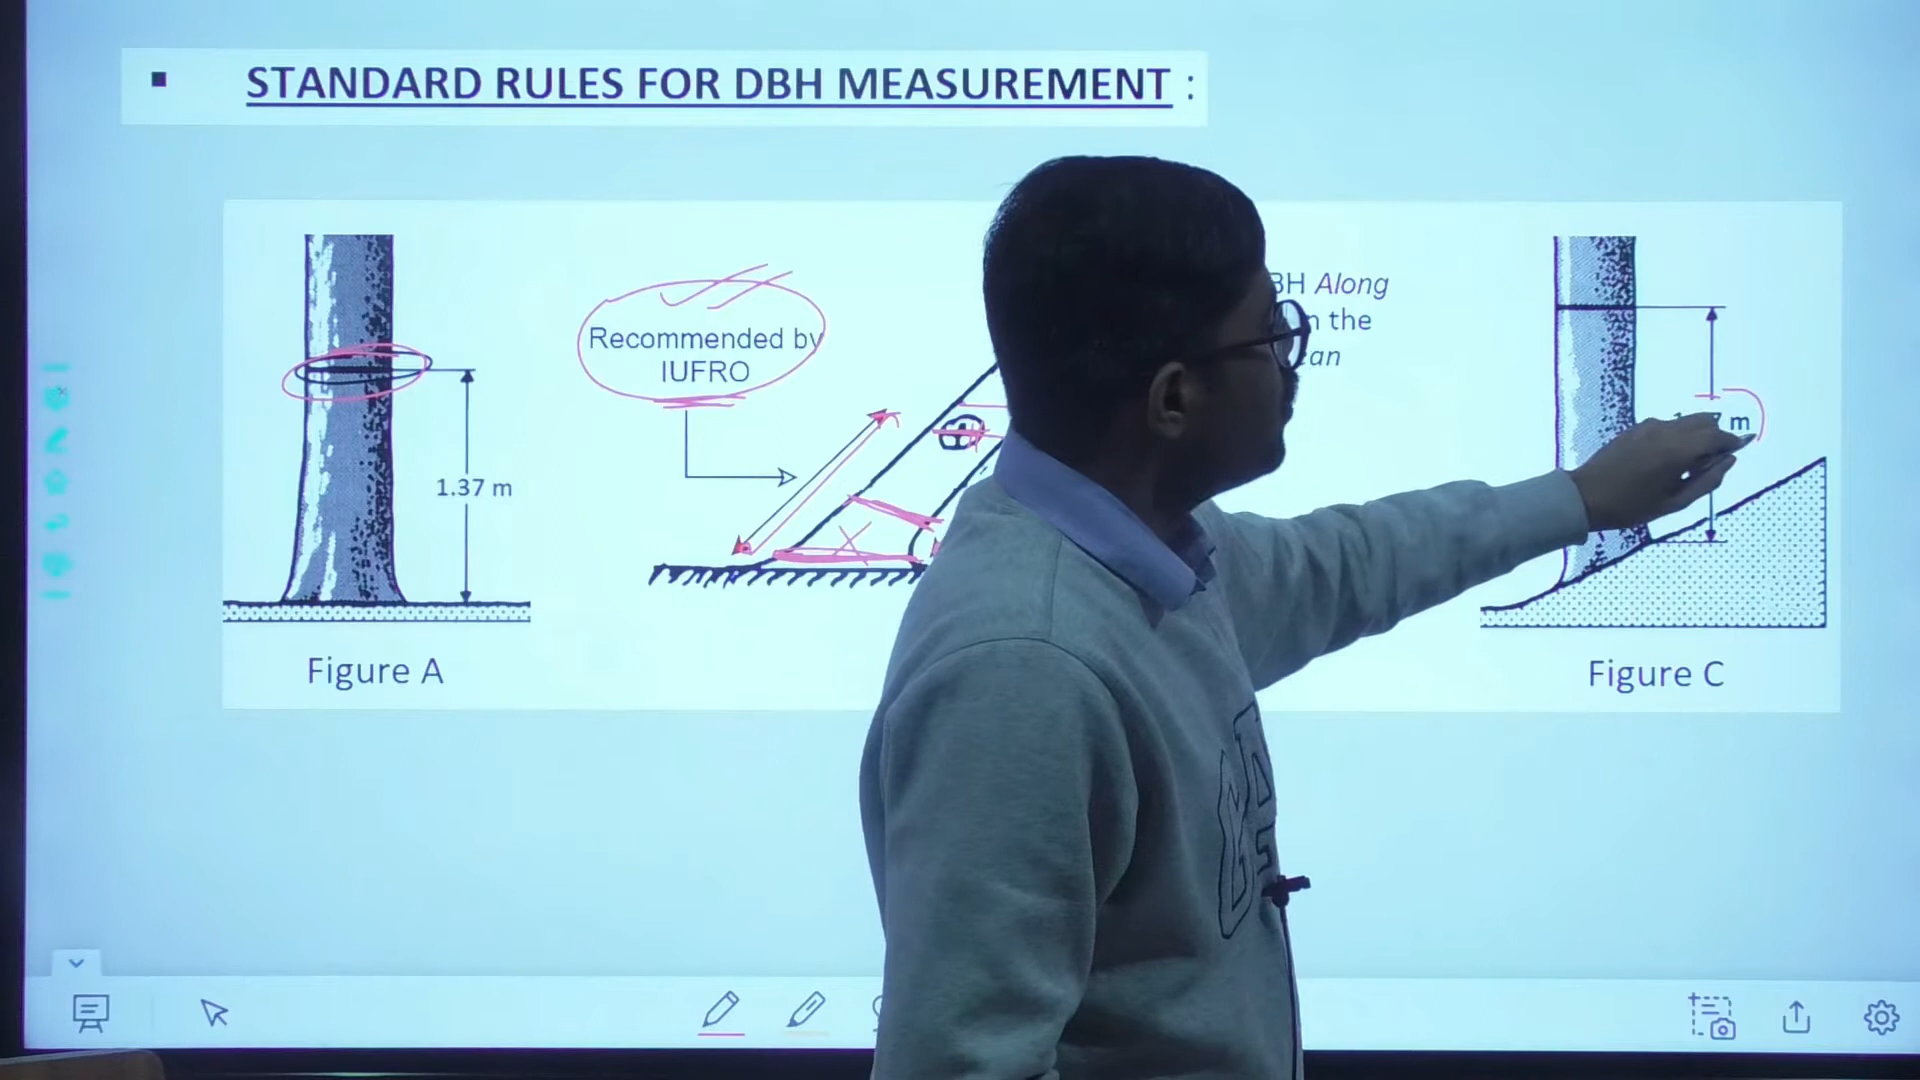 ▪ STANDARD RULES FOR DBH MEASUREMENT :
Recommended by
IUFRO
BH Along
n the
can
1.37 m
m
Figure A
Figure C